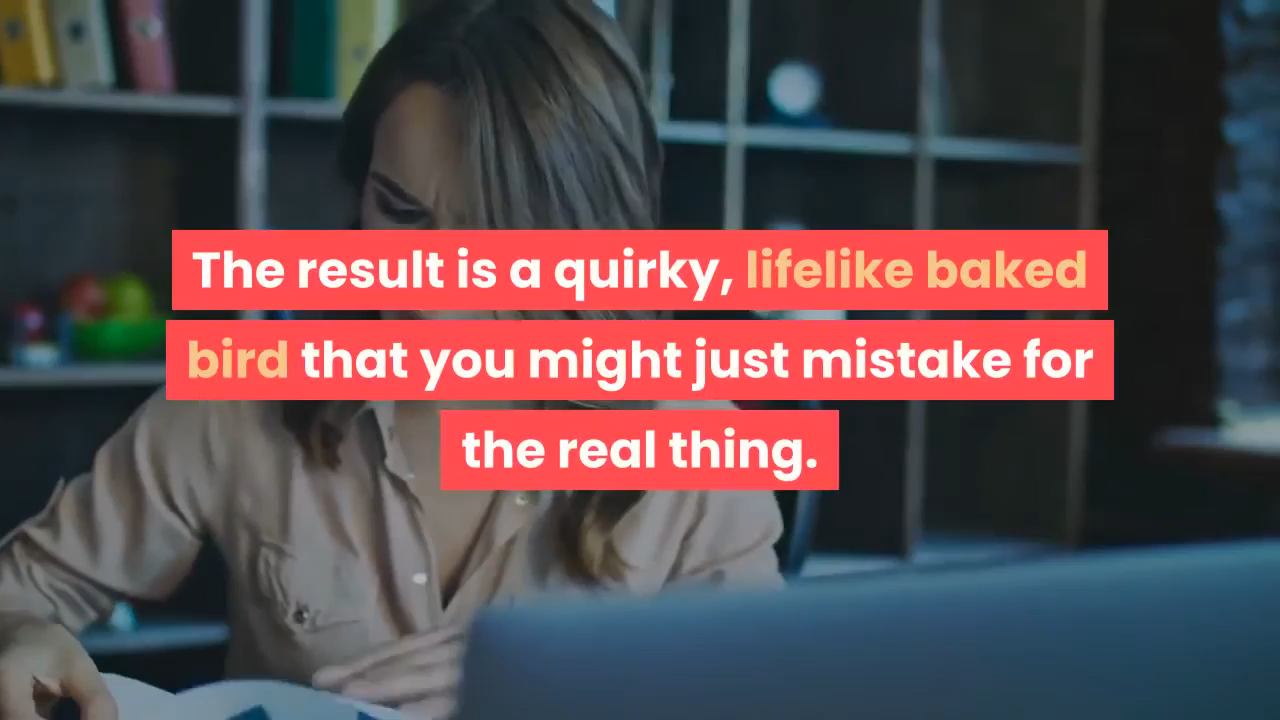 The result is a quirky, lifelike baked
bird that you might just mistake for
the real thing.